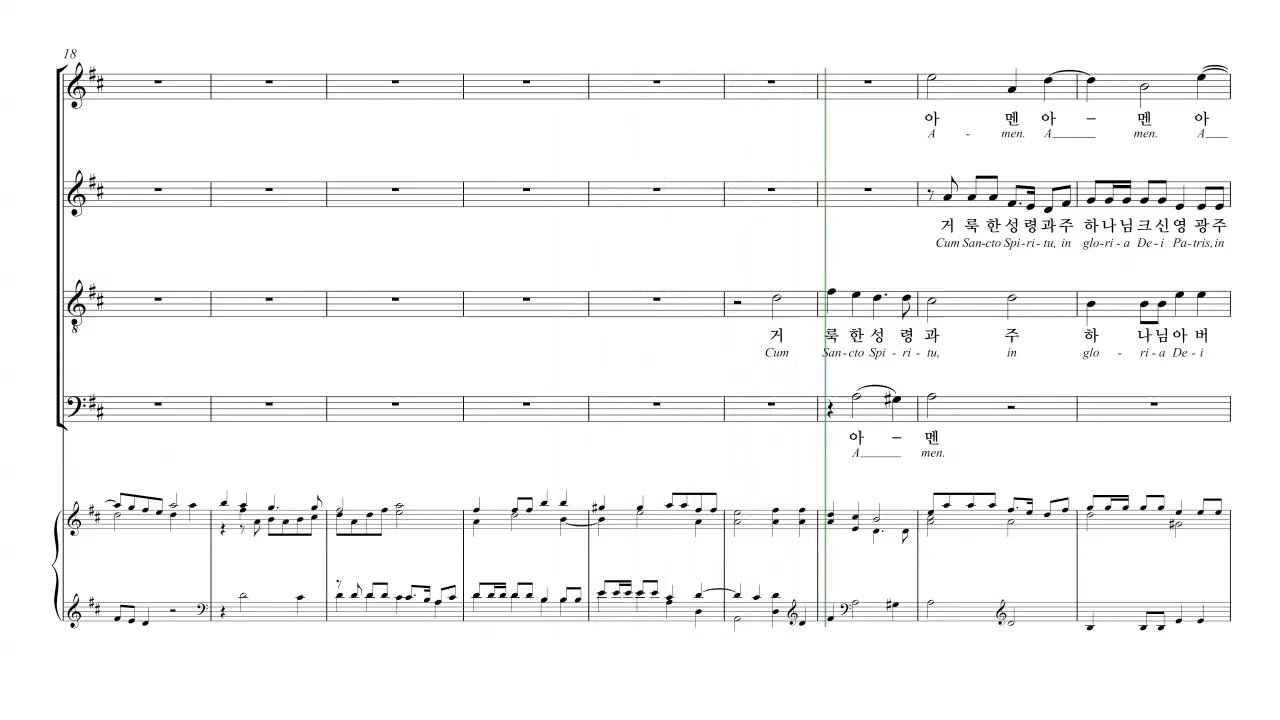 18
아 멘 아 – 멘 아
A - men. A men. A
거 룩 한 성 령 과 주 하 나 님 크 신 영 광 주
Cum San-cto Spi-ri-tu, in glo-ri-a De-i Pa-tris, in
거 룩 한 성 령 과 주 하 나 님 아 버
Cum San-cto Spi-ri-tu, in glo-ri-a De-i
아 – 멘
A men.